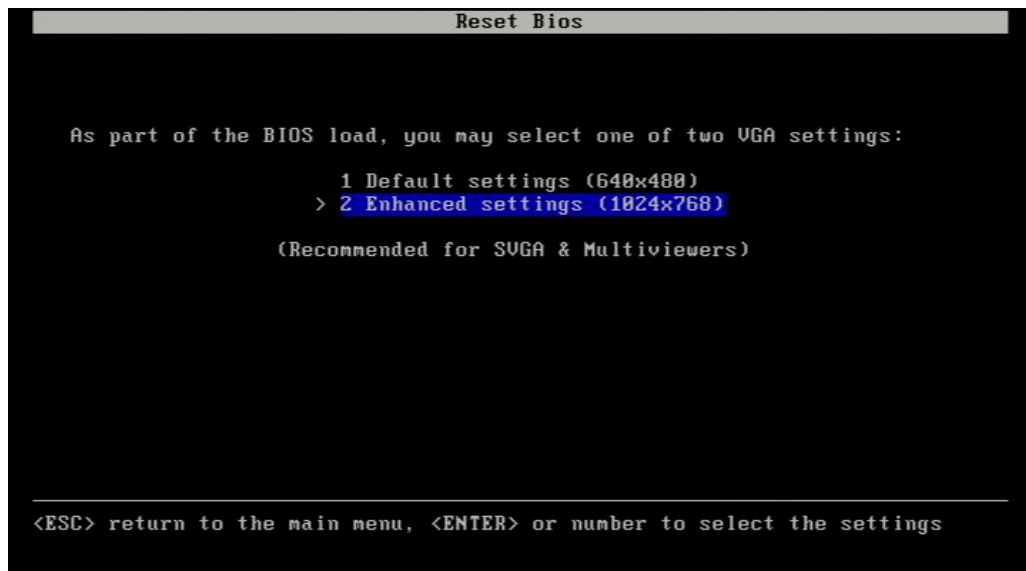 Reset Bios
As part of the BIOS load, you may select one of two VGA settings:
1 Default settings (640x480)
> 2 Enhanced settings (1024x768)
(Recommended for SVGA & Multiviewers)
<ESC> return to the main menu, <ENTER> or number to select the settings